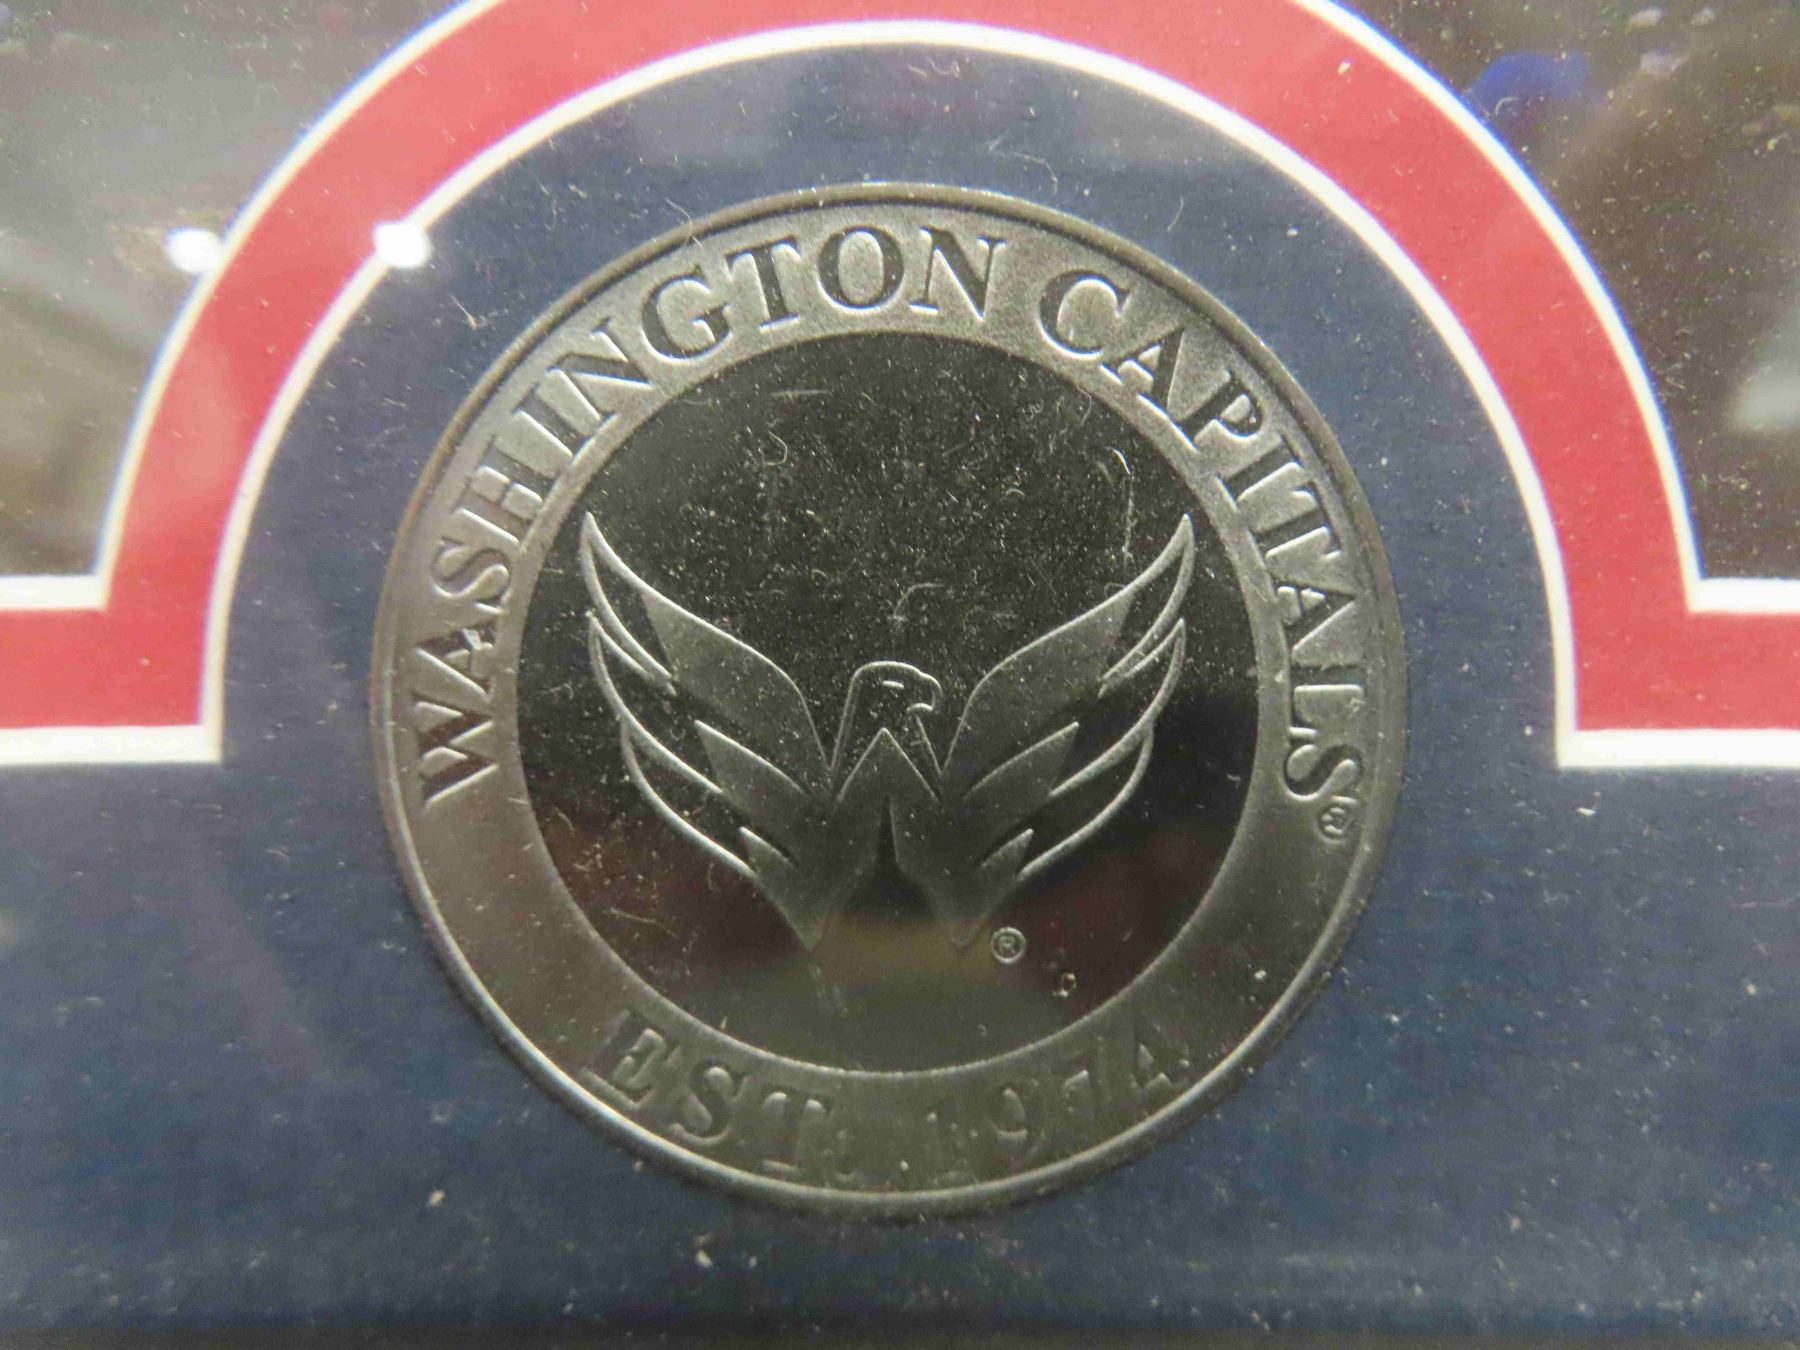 WASHINGTON CAPITALS®
®
EST. 1974